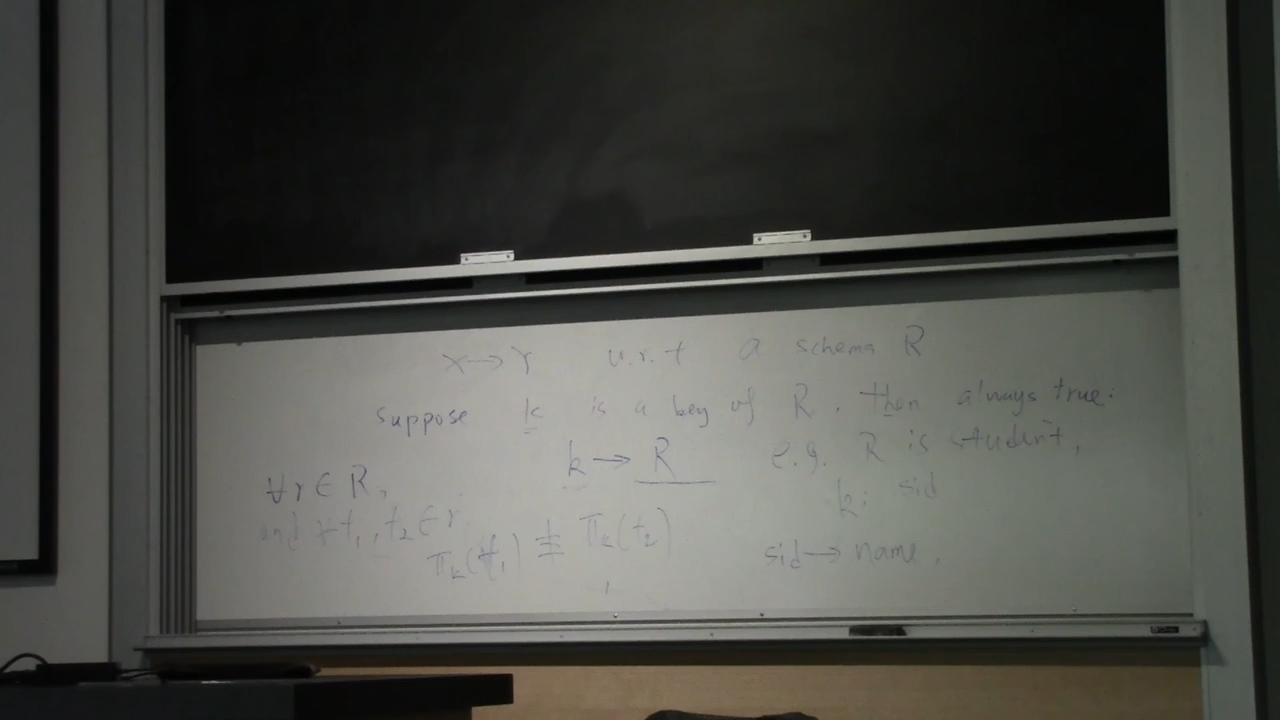 X → Y w.r.t a schema R
suppose k is a key of R. then always true:
k → R e.g. R is student,
∀r ∈ R, k: sid
and ∀t₁, t₂ ∈ r
πₖ(t₁) ≠ πₖ(t₂) sid → name.